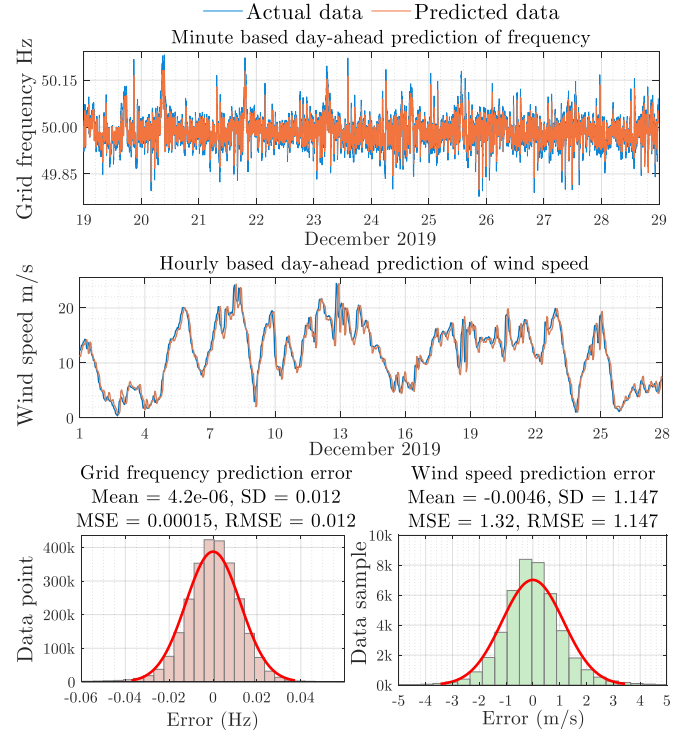 Actual data Predicted data
Minute based day-ahead prediction of frequency
Grid frequency Hz
50.15
50.00
49.85
19 20 21 22 23 24 25 26 27 28 29
December 2019
Hourly based day-ahead prediction of wind speed
Wind speed m/s
20
10
0
1 4 7 10 13 16 19 22 25 28
December 2019
Grid frequency prediction error
Mean = 4.2e-06, SD = 0.012
MSE = 0.00015, RMSE = 0.012
Data point
400k
300k
200k
100k
0
-0.06 -0.04 -0.02 0 0.02 0.04
Error (Hz)
Wind speed prediction error
Mean = -0.0046, SD = 1.147
MSE = 1.32, RMSE = 1.147
Data sample
10k
8k
6k
4k
2k
0k
-5 -4 -3 -2 -1 0 1 2 3 4 5
Error (m/s)